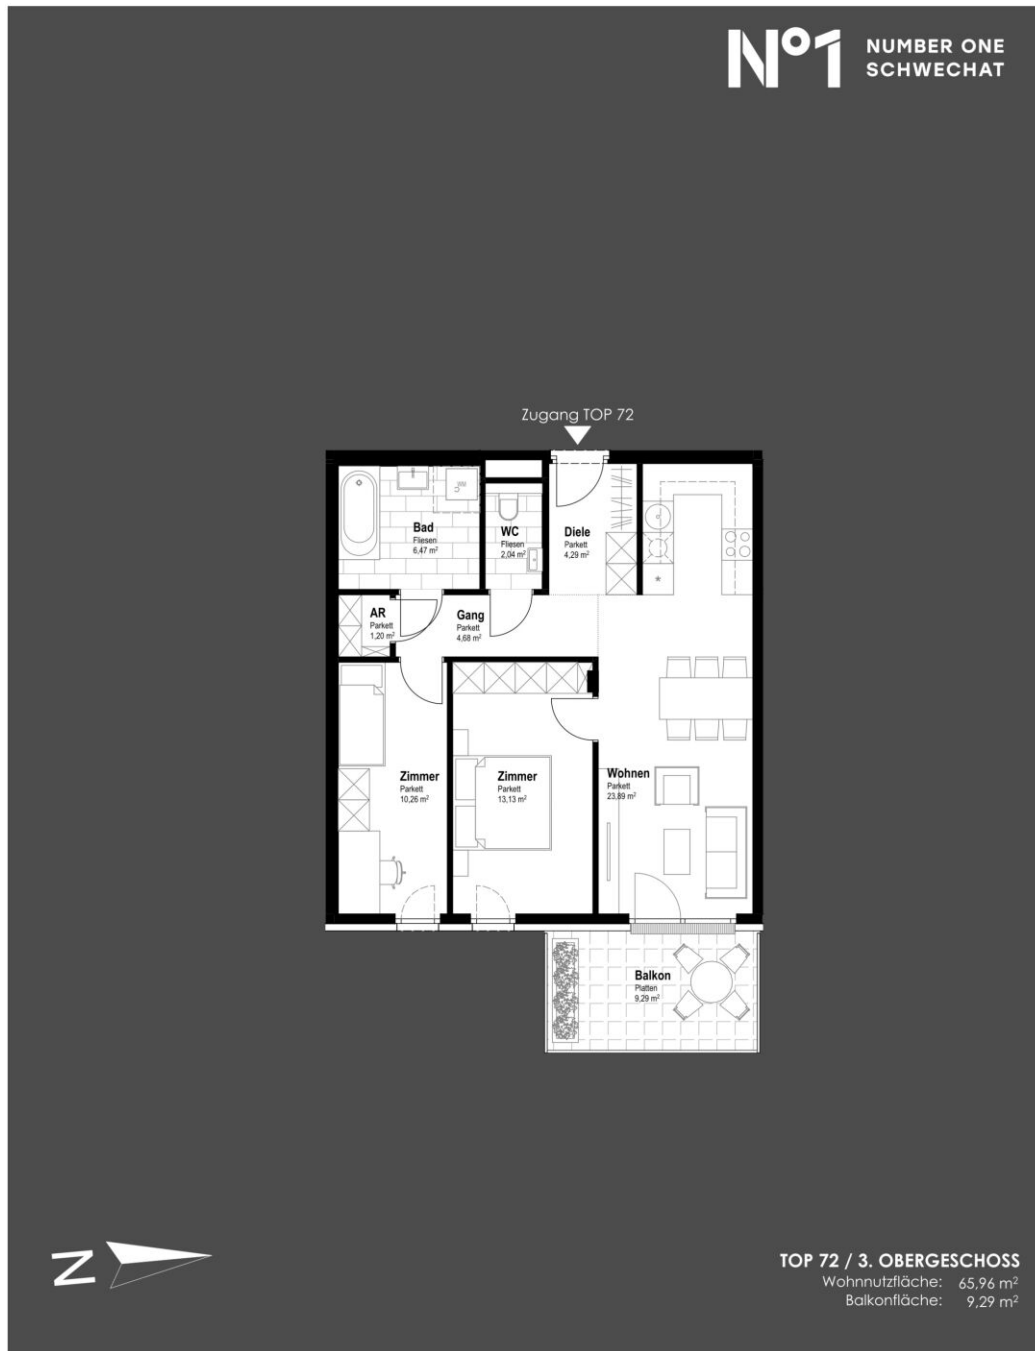 Nº1
NUMBER ONE
SCHWECHAT
Zugang TOP 72
Bad
Fliesen
6,47 m²
WC
Fliesen
2,04 m²
Diele
Parkett
4,29 m²
AR
Parkett
1,20 m²
Gang
Parkett
4,68 m²
Zimmer
Parkett
10,26 m²
Zimmer
Parkett
13,13 m²
Wohnen
Parkett
23,89 m²
Balkon
Platten
9,29 m²
N
TOP 72 / 3. OBERGESCHOSS
Wohnnutzfläche: 65,96 m²
Balkonfläche: 9,29 m²